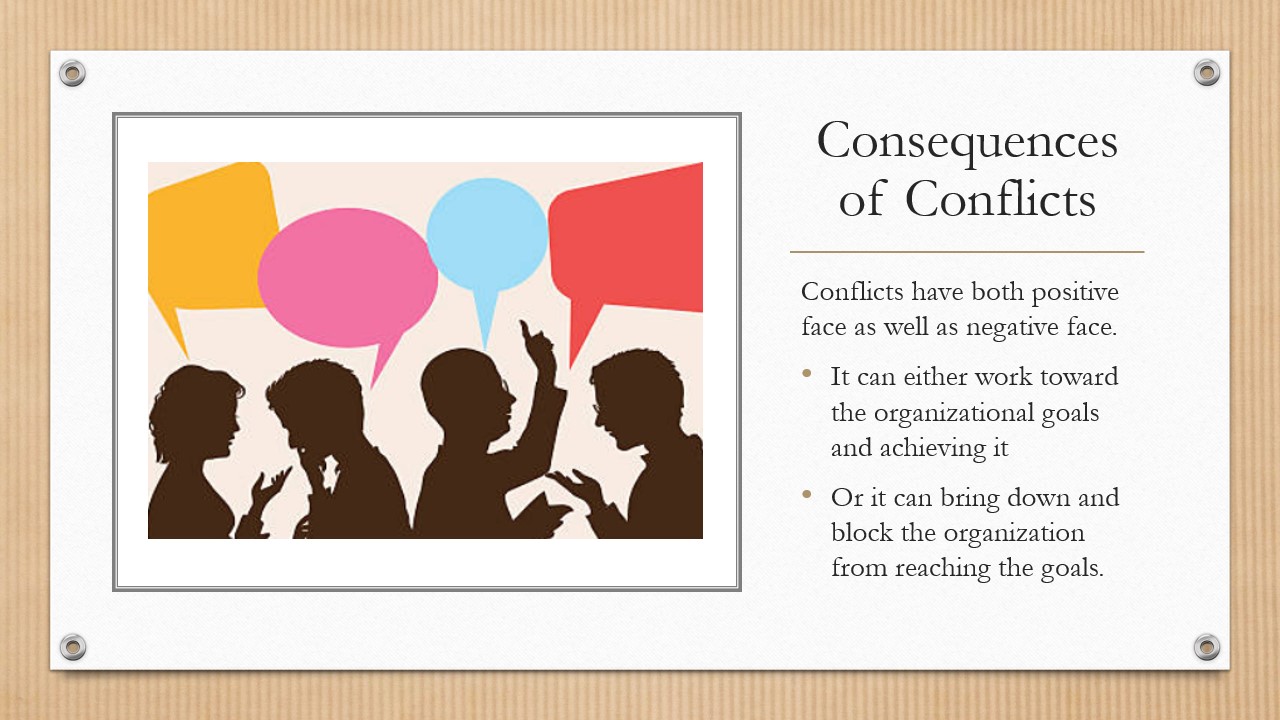 Consequences
of Conflicts
Conflicts have both positive
face as well as negative face.
• It can either work toward
the organizational goals
and achieving it
• Or it can bring down and
block the organization
from reaching the goals.